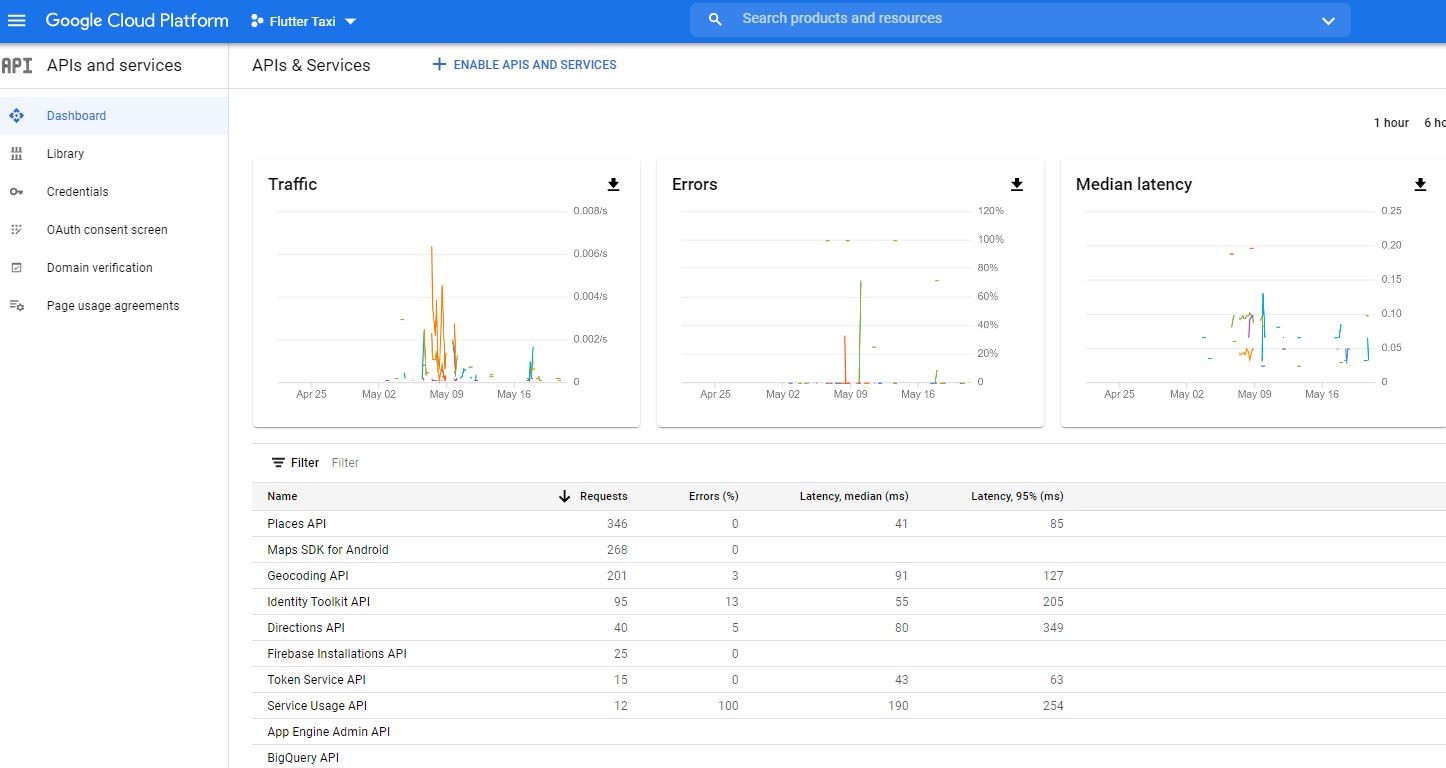 Google Cloud Platform Flutter Taxi Search products and resources
API APIs and services
APIs & Services
ENABLE APIS AND SERVICES
Dashboard
Library
Credentials
OAuth consent screen
Domain verification
Page usage agreements
1 hour 6 ho
Traffic
0.008/s
0.006/s
0.004/s
0.002/s
0
Apr 25 May 02 May 09 May 16
Errors
120%
100%
80%
60%
40%
20%
0
Apr 25 May 02 May 09 May 16
Median latency
0.25
0.20
0.15
0.10
0.05
0
Apr 25 May 02 May 09 May 16
Filter Filter
Name Requests Errors (%) Latency, median (ms) Latency, 95% (ms)
Places API 346 0 41 85
Maps SDK for Android 268 0
Geocoding API 201 3 91 127
Identity Toolkit API 95 13 55 205
Directions API 40 5 80 349
Firebase Installations API 25 0
Token Service API 15 0 43 63
Service Usage API 12 100 190 254
App Engine Admin API
BigQuery API